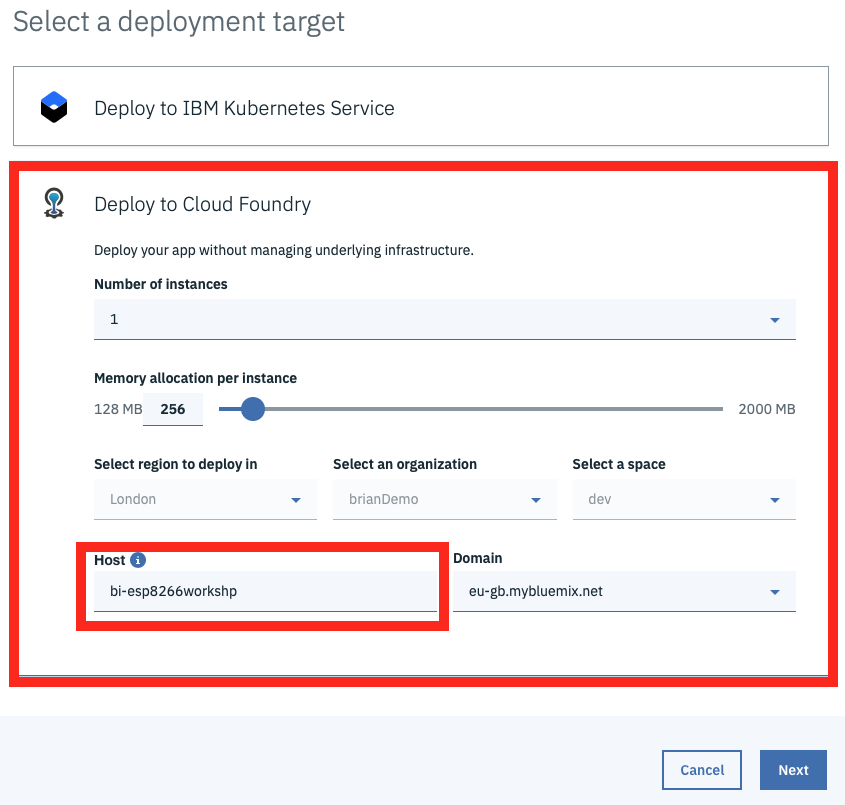 Select a deployment target
Deploy to IBM Kubernetes Service
Deploy to Cloud Foundry
Deploy your app without managing underlying infrastructure.
Number of instances
1
Memory allocation per instance
128 MB 256 2000 MB
Select region to deploy in Select an organization Select a space
London brianDemo dev
Host i Domain
bi-esp8266workshp eu-gb.mybluemix.net
Cancel Next